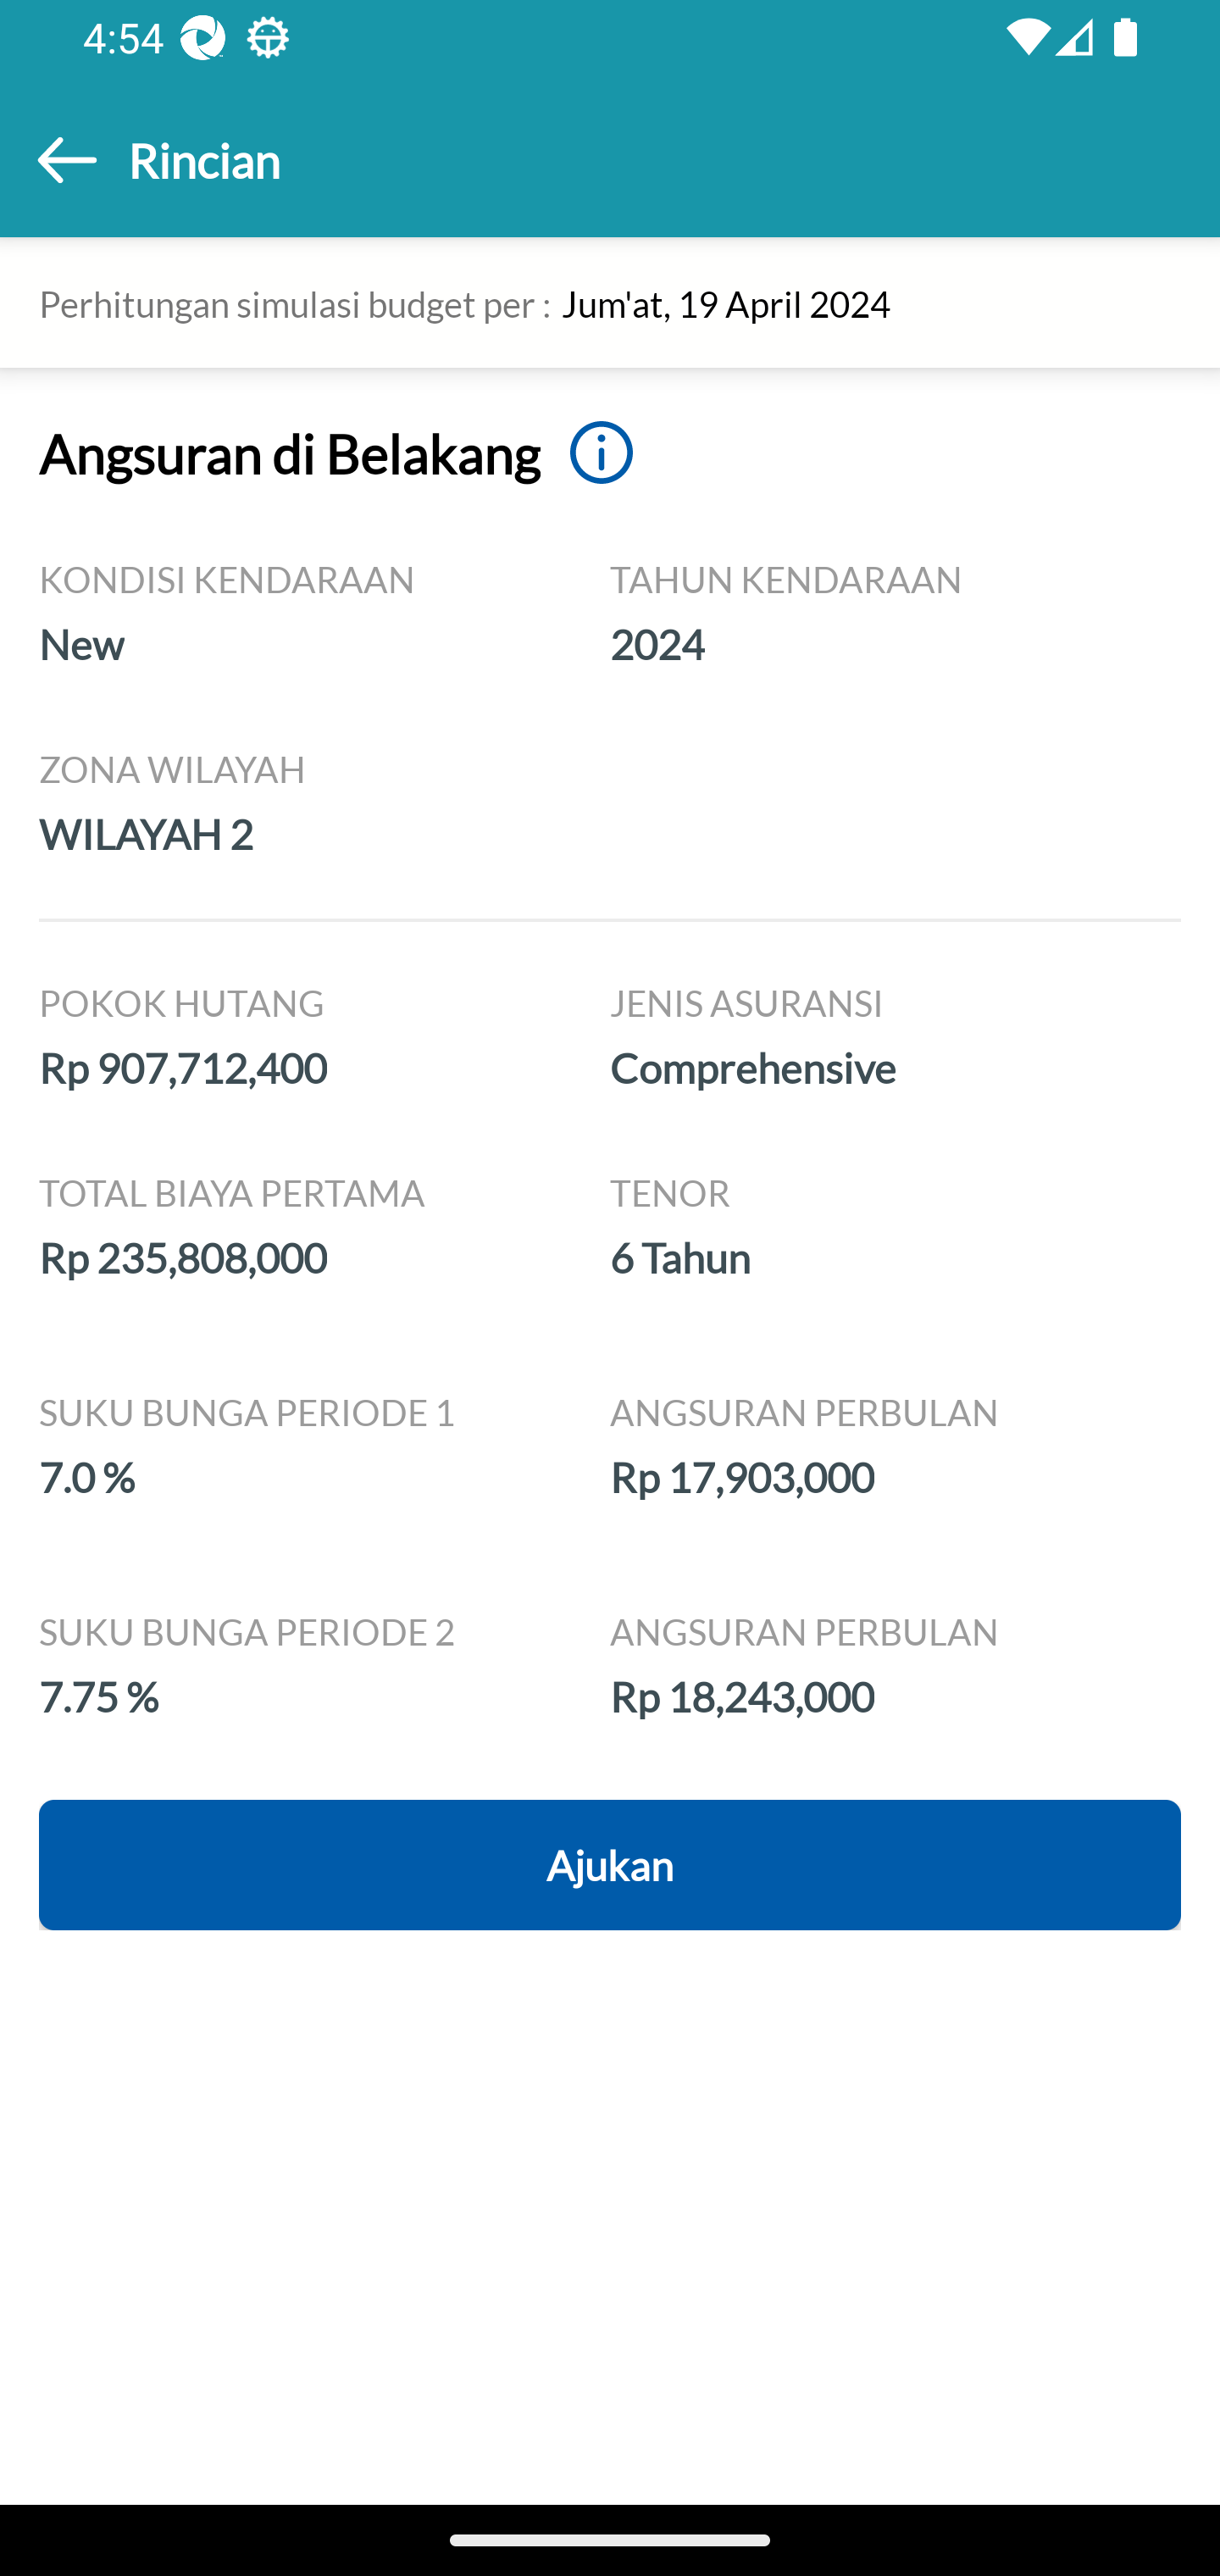 4:54
Rincian
Perhitungan simulasi budget per : Jum'at, 19 April 2024
Angsuran di Belakang
KONDISI KENDARAAN TAHUN KENDARAAN
New 2024
ZONA WILAYAH
WILAYAH 2
POKOK HUTANG JENIS ASURANSI
Rp 907,712,400 Comprehensive
TOTAL BIAYA PERTAMA TENOR
Rp 235,808,000 6 Tahun
SUKU BUNGA PERIODE 1 ANGSURAN PERBULAN
7.0 % Rp 17,903,000
SUKU BUNGA PERIODE 2 ANGSURAN PERBULAN
7.75 % Rp 18,243,000
Ajukan